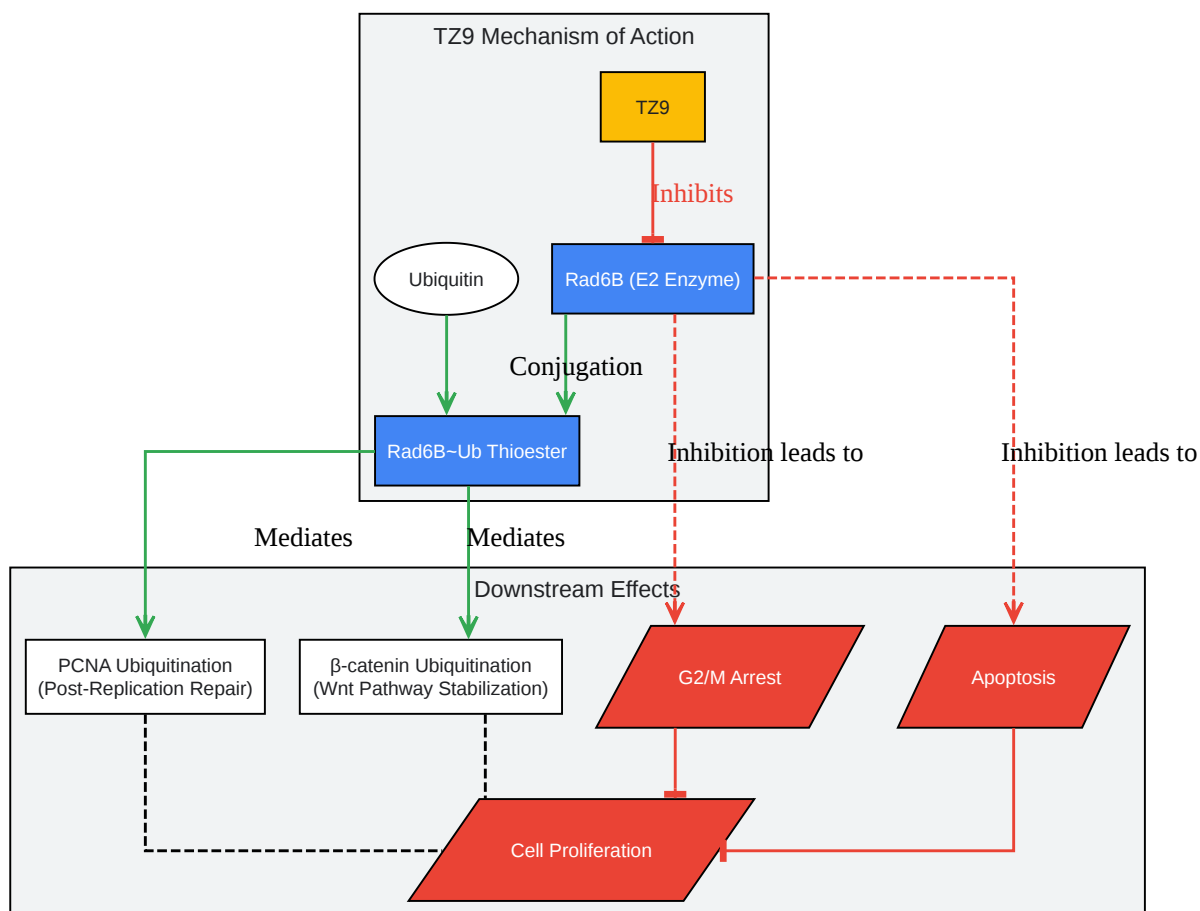 TZ9 Mechanism of Action
TZ9
Inhibits
Ubiquitin
Rad6B (E2 Enzyme)
Conjugation
Rad6B~Ub Thioester
Inhibition leads to
Inhibition leads to
Mediates
Mediates
Downstream Effects
PCNA Ubiquitination
(Post-Replication Repair)
β-catenin Ubiquitination
(Wnt Pathway Stabilization)
G2/M Arrest
Apoptosis
Cell Proliferation